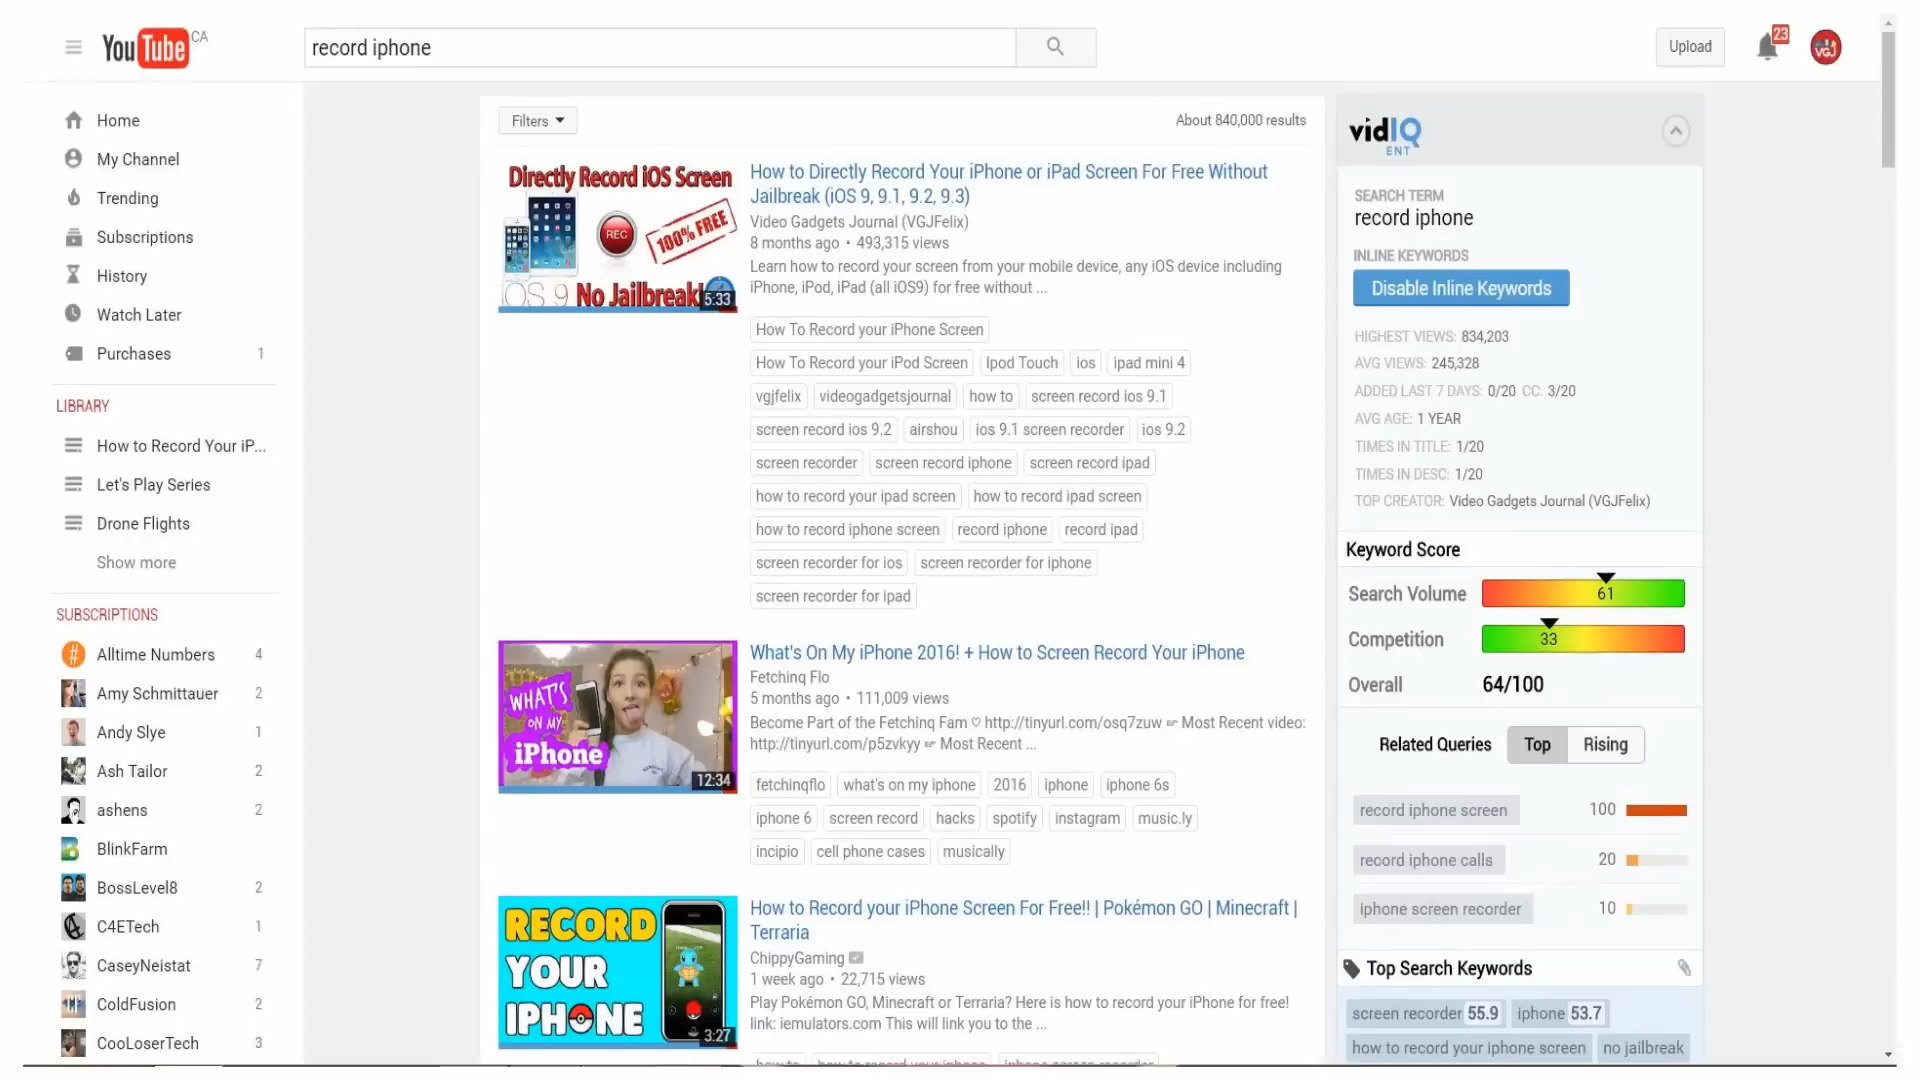 YouTube CA
record iphone
Upload
23
VGJ
Home
My Channel
Trending
Subscriptions
History
Watch Later
Purchases 1
LIBRARY
How to Record Your iP...
Let's Play Series
Drone Flights
Show more
SUBSCRIPTIONS
Alltime Numbers 4
Amy Schmittauer 2
Andy Slye 1
Ash Tailor 2
ashens 2
BlinkFarm
BossLevel8 2
C4ETech 1
CaseyNeistat 7
ColdFusion 2
CooLoserTech 3
Filters
About 840,000 results
Directly Record iOS Screen
REC
100% FREE
iOS 9 No Jailbreak!
5:33
How to Directly Record Your iPhone or iPad Screen For Free Without
Jailbreak (iOS 9, 9.1, 9.2, 9.3)
Video Gadgets Journal (VGJFelix)
8 months ago • 493,315 views
Learn how to record your screen from your mobile device, any iOS device including
iPhone, iPod, iPad (all iOS9) for free without ...
How To Record your iPhone Screen
How To Record your iPod Screen Ipod Touch ios ipad mini 4
vgjfelix videogadgetsjournal how to screen record ios 9.1
screen record ios 9.2 airshou ios 9.1 screen recorder ios 9.2
screen recorder screen record iphone screen record ipad
how to record your ipad screen how to record ipad screen
how to record iphone screen record iphone record ipad
screen recorder for ios screen recorder for iphone
screen recorder for ipad
WHAT'S
ON MY
iPhone
12:34
What's On My iPhone 2016! + How to Screen Record Your iPhone
Fetchinq Flo
5 months ago • 111,009 views
Become Part of the Fetchinq Fam ♡ http://tinyurl.com/osq7zuw ☞ Most Recent video:
http://tinyurl.com/p5zvkyy ☞ Most Recent ...
fetchinqflo what's on my iphone 2016 iphone iphone 6s
iphone 6 screen record hacks spotify instagram music.ly
incipio cell phone cases musically
RECORD
YOUR
IPHONE
3:27
How to Record your iPhone Screen For Free!! | Pokémon GO | Minecraft |
Terraria
ChippyGaming
1 week ago • 22,715 views
Play Pokémon GO, Minecraft or Terraria? Here is how to record your iPhone for free!
link: iemulators.com This will link you to the ...
how to how to record your iphone iphone screen recorder
vidIQ
ENT
SEARCH TERM
record iphone
INLINE KEYWORDS
Disable Inline Keywords
HIGHEST VIEWS: 834,203
AVG VIEWS: 245,328
ADDED LAST 7 DAYS: 0/20 CC: 3/20
AVG AGE: 1 YEAR
TIMES IN TITLE: 1/20
TIMES IN DESC: 1/20
TOP CREATOR: Video Gadgets Journal (VGJFelix)
Keyword Score
Search Volume 61
Competition 33
Overall 64/100
Related Queries Top Rising
record iphone screen 100
record iphone calls 20
iphone screen recorder 10
Top Search Keywords
screen recorder 55.9 iphone 53.7
how to record your iphone screen no jailbreak